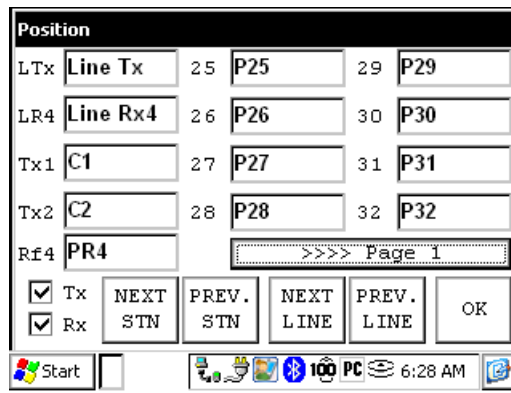 Position
LTx Line Tx 25 P25 29 P29
LR4 Line Rx4 26 P26 30 P30
Tx1 C1 27 P27 31 P31
Tx2 C2 28 P28 32 P32
Rf4 PR4 >>>> Page 1
Tx NEXT PREV. NEXT PREV. OK
Rx STN STN LINE LINE
Start 100 PC 6:28 AM